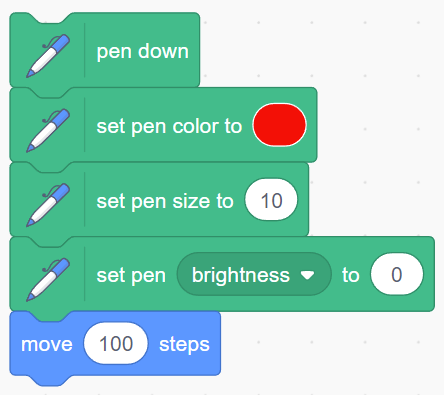 pen down
set pen color to
set pen size to 10
set pen brightness to 0
move 100 steps